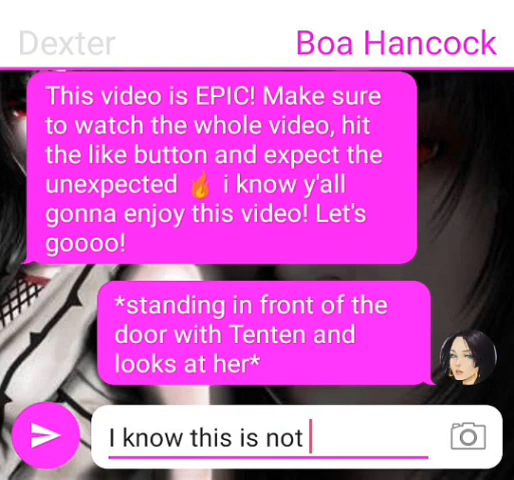 Dexter
Boa Hancock
This video is EPIC! Make sure
to watch the whole video, hit
the like button and expect the
unexpected 🔥 i know y'all
gonna enjoy this video! Let's
goooo!
*standing in front of the
door with Tenten and
looks at her*
I know this is not